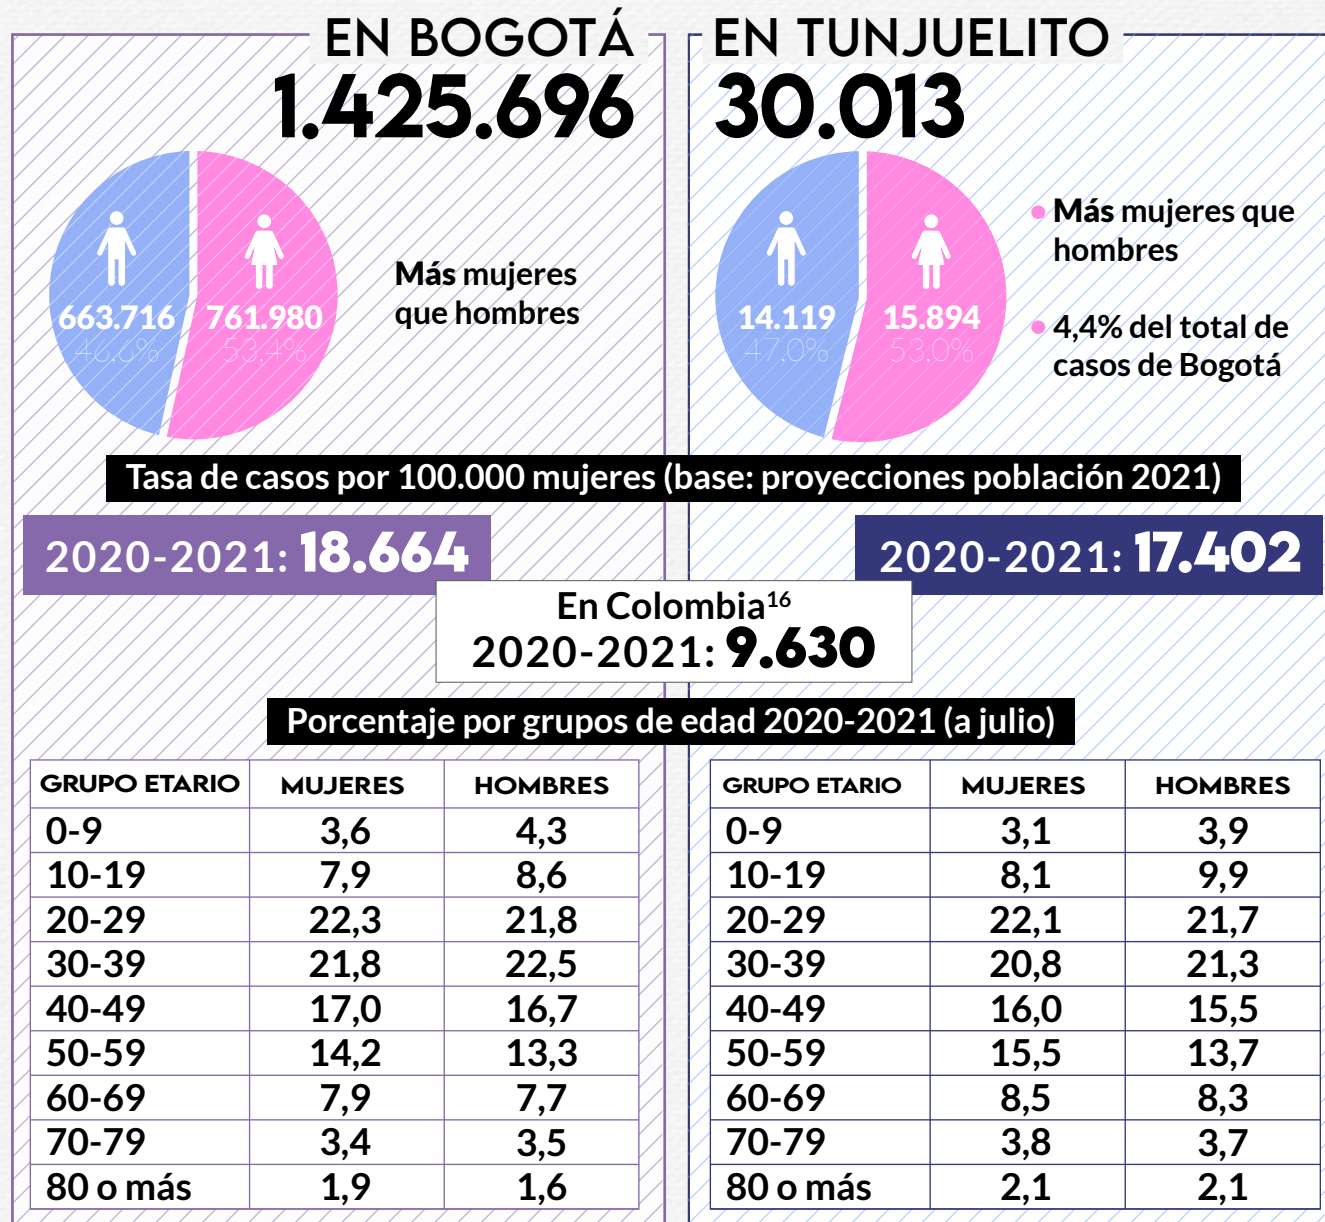 EN BOGOTÁ
1.425.696
663.716
761.980
46,6%
53,4%
Más mujeres
que hombres
EN TUNJUELITO
30.013
14.119
15.894
47,0%
53,0%
Más mujeres que
hombres
4,4% del total de
casos de Bogotá
Tasa de casos por 100.000 mujeres (base: proyecciones población 2021)
2020-2021: 18.664
2020-2021: 17.402
En Colombia16
2020-2021: 9.630
Porcentaje por grupos de edad 2020-2021 (a julio)
GRUPO ETARIO MUJERES HOMBRES
0-9 3,6 4,3
10-19 7,9 8,6
20-29 22,3 21,8
30-39 21,8 22,5
40-49 17,0 16,7
50-59 14,2 13,3
60-69 7,9 7,7
70-79 3,4 3,5
80 o más 1,9 1,6
GRUPO ETARIO MUJERES HOMBRES
0-9 3,1 3,9
10-19 8,1 9,9
20-29 22,1 21,7
30-39 20,8 21,3
40-49 16,0 15,5
50-59 15,5 13,7
60-69 8,5 8,3
70-79 3,8 3,7
80 o más 2,1 2,1